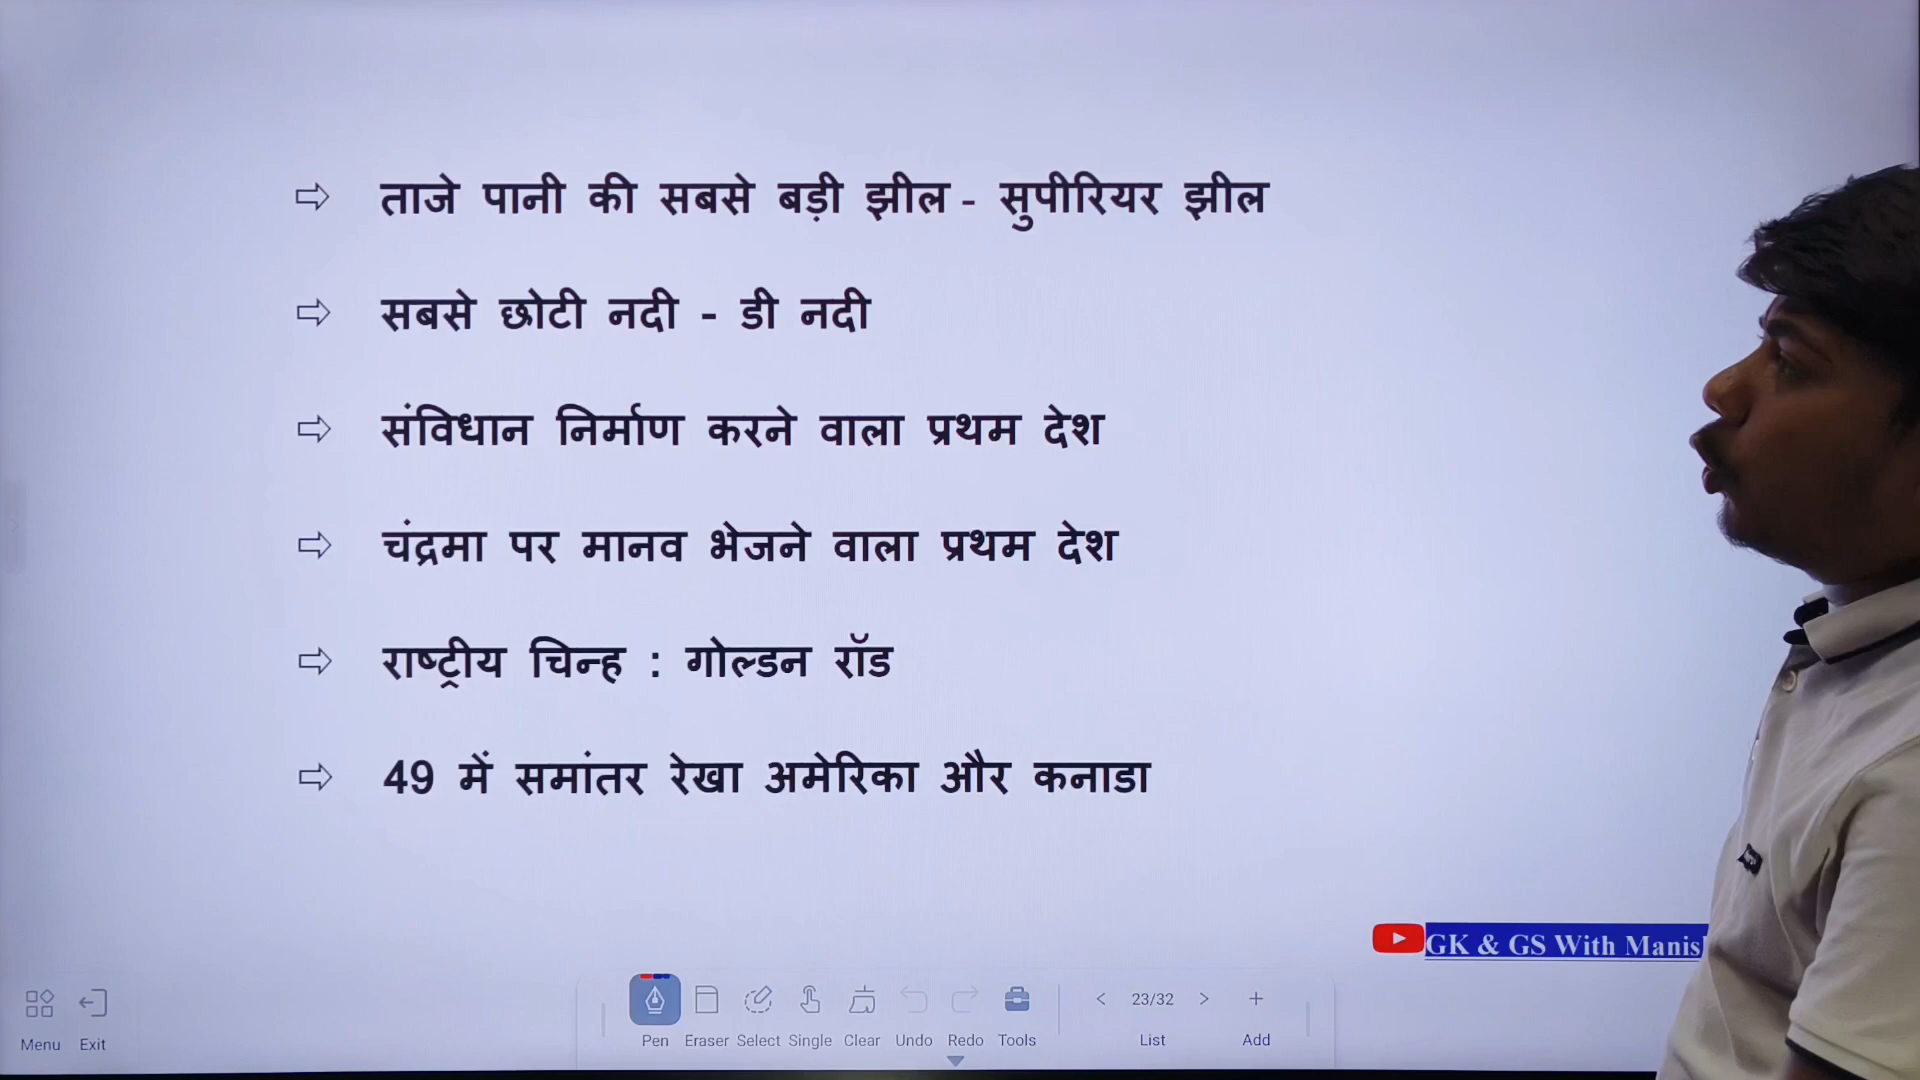 ⇨ ताजे पानी की सबसे बड़ी झील - सुपीरियर झील
⇨ सबसे छोटी नदी - डी नदी
⇨ संविधान निर्माण करने वाला प्रथम देश
⇨ चंद्रमा पर मानव भेजने वाला प्रथम देश
⇨ राष्ट्रीय चिन्ह : गोल्डन रॉड
⇨ 49 में समांतर रेखा अमेरिका और कनाडा
GK & GS With Manis
Menu Exit Pen Eraser Select Single Clear Undo Redo Tools < 23/32 > List + Add